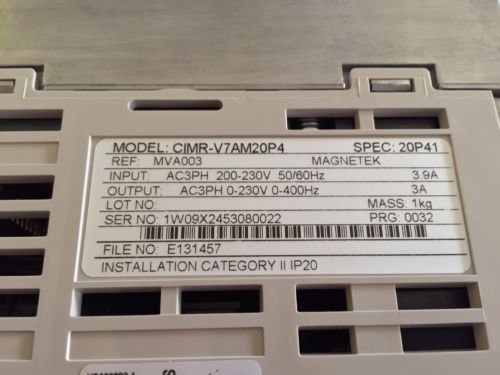 MODEL: CIMR-V7AM20P4 SPEC: 20P41
REF: MVA003 MAGNETEK
INPUT: AC3PH 200-230V 50/60Hz 3.9A
OUTPUT: AC3PH 0-230V 0-400Hz 3A
LOT NO: MASS: 1kg
SER NO: 1W09X2453080022 PRG: 0032
FILE NO: E131457
INSTALLATION CATEGORY II IP20